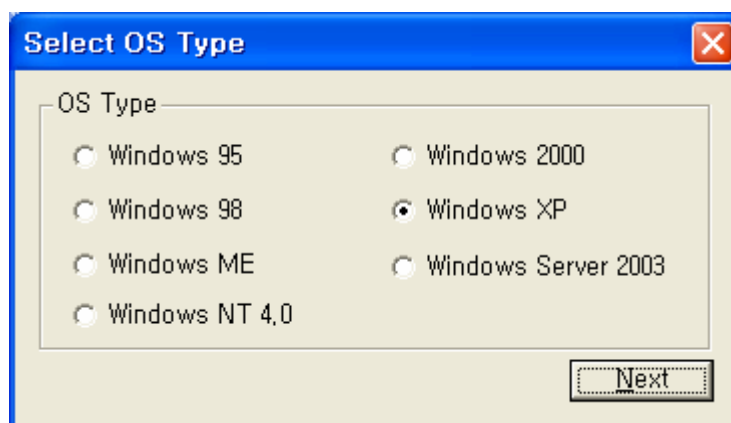 Select OS Type
OS Type
Windows 95
Windows 98
Windows ME
Windows NT 4,0
Windows 2000
Windows XP
Windows Server 2003
Next